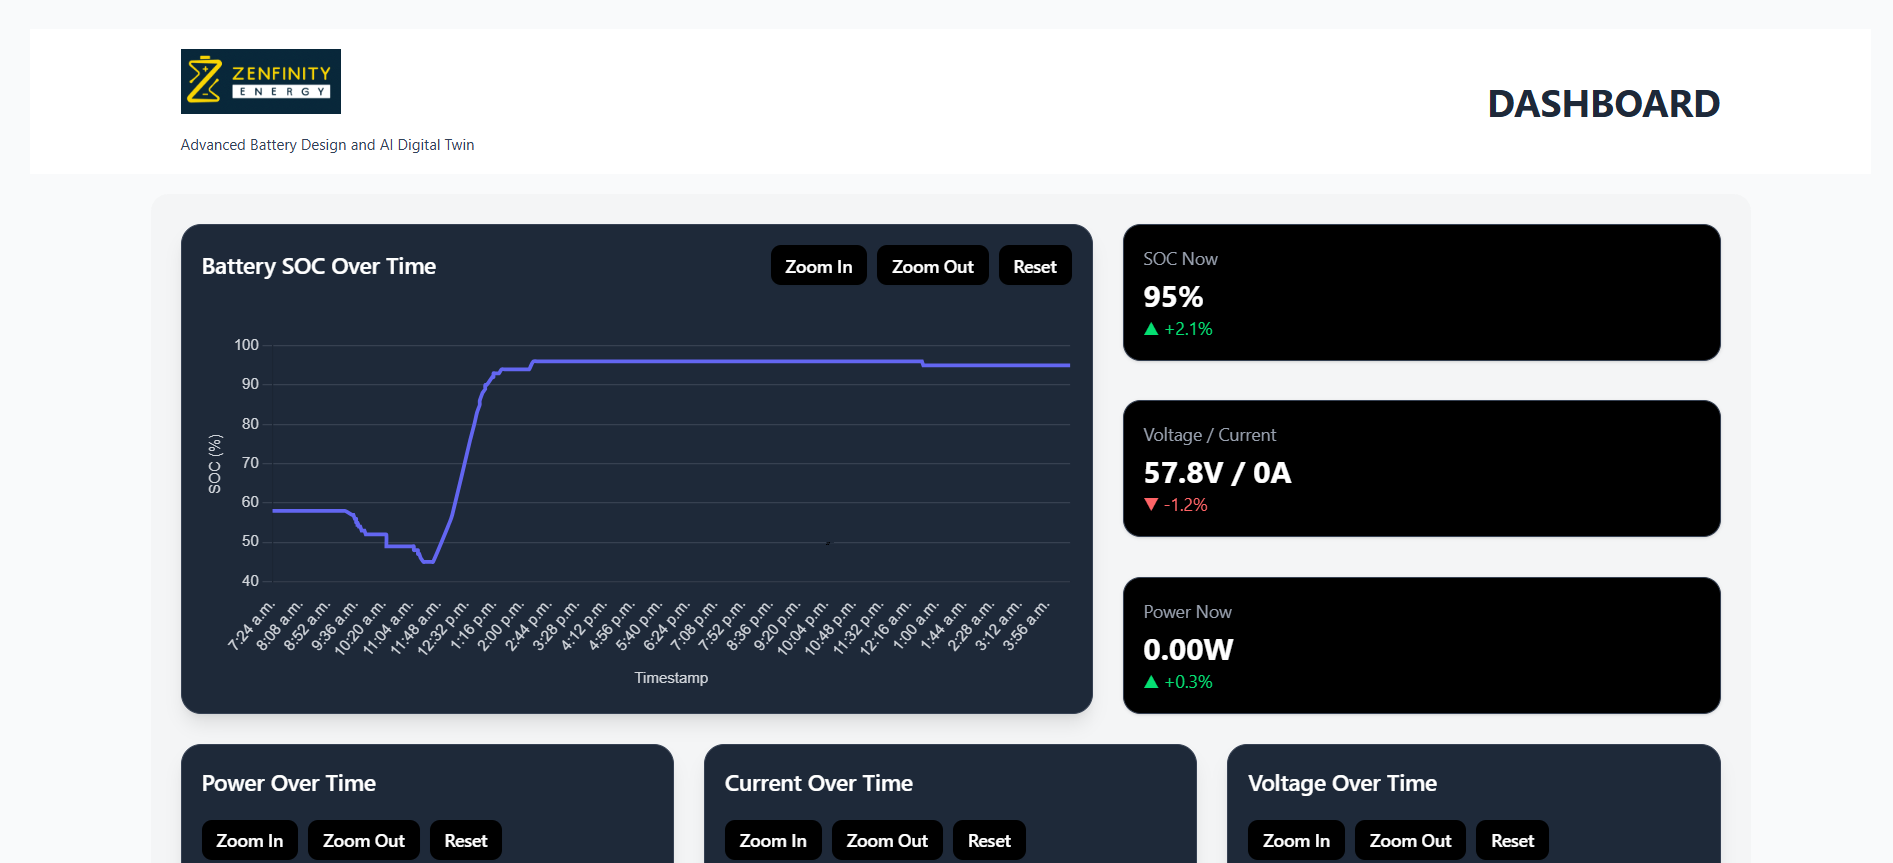 ZENFINITY
ENERGY
Advanced Battery Design and AI Digital Twin
DASHBOARD
Battery SOC Over Time
Zoom In
Zoom Out
Reset
100
90
80
70
60
50
40
SOC (%)
7:24 a.m.
8:08 a.m.
8:52 a.m.
9:36 a.m.
10:20 a.m.
11:04 a.m.
11:48 a.m.
12:32 p.m.
1:16 p.m.
2:00 p.m.
2:44 p.m.
3:28 p.m.
4:12 p.m.
4:56 p.m.
5:40 p.m.
6:24 p.m.
7:08 p.m.
7:52 p.m.
8:36 p.m.
9:20 p.m.
10:04 p.m.
10:48 p.m.
11:32 p.m.
12:16 a.m.
1:00 a.m.
1:44 a.m.
2:28 a.m.
3:12 a.m.
3:56 a.m.
Timestamp
SOC Now
95%
▲ +2.1%
Voltage / Current
57.8V / 0A
▼ -1.2%
Power Now
0.00W
▲ +0.3%
Power Over Time
Zoom In
Zoom Out
Reset
Current Over Time
Zoom In
Zoom Out
Reset
Voltage Over Time
Zoom In
Zoom Out
Reset